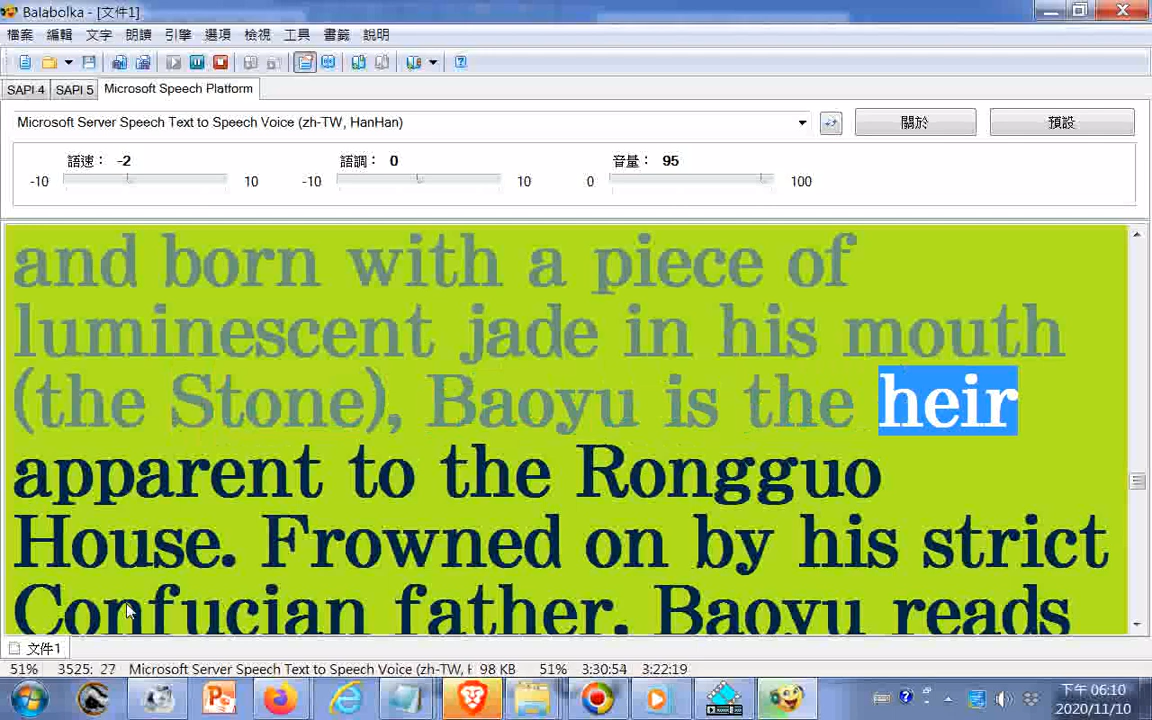 Balabolka - [文件1]
檔案 編輯 文字 朗讀 引擎 選項 檢視 工具 書籤 說明
SAPI 4 SAPI 5 Microsoft Speech Platform
Microsoft Server Speech Text to Speech Voice (zh-TW, HanHan) 關於 預設
語速： -2 語調： 0 音量： 95
-10 10 -10 10 0 100
and born with a piece of
luminescent jade in his mouth
(the Stone), Baoyu is the heir
apparent to the Rongguo
House. Frowned on by his strict
Confucian father, Baoyu reads
文件1
51% 3525: 27 Microsoft Server Speech Text to Speech Voice (zh-TW, 98 KB 51% 3:30:54 3:22:19
下午 06:10
2020/11/10